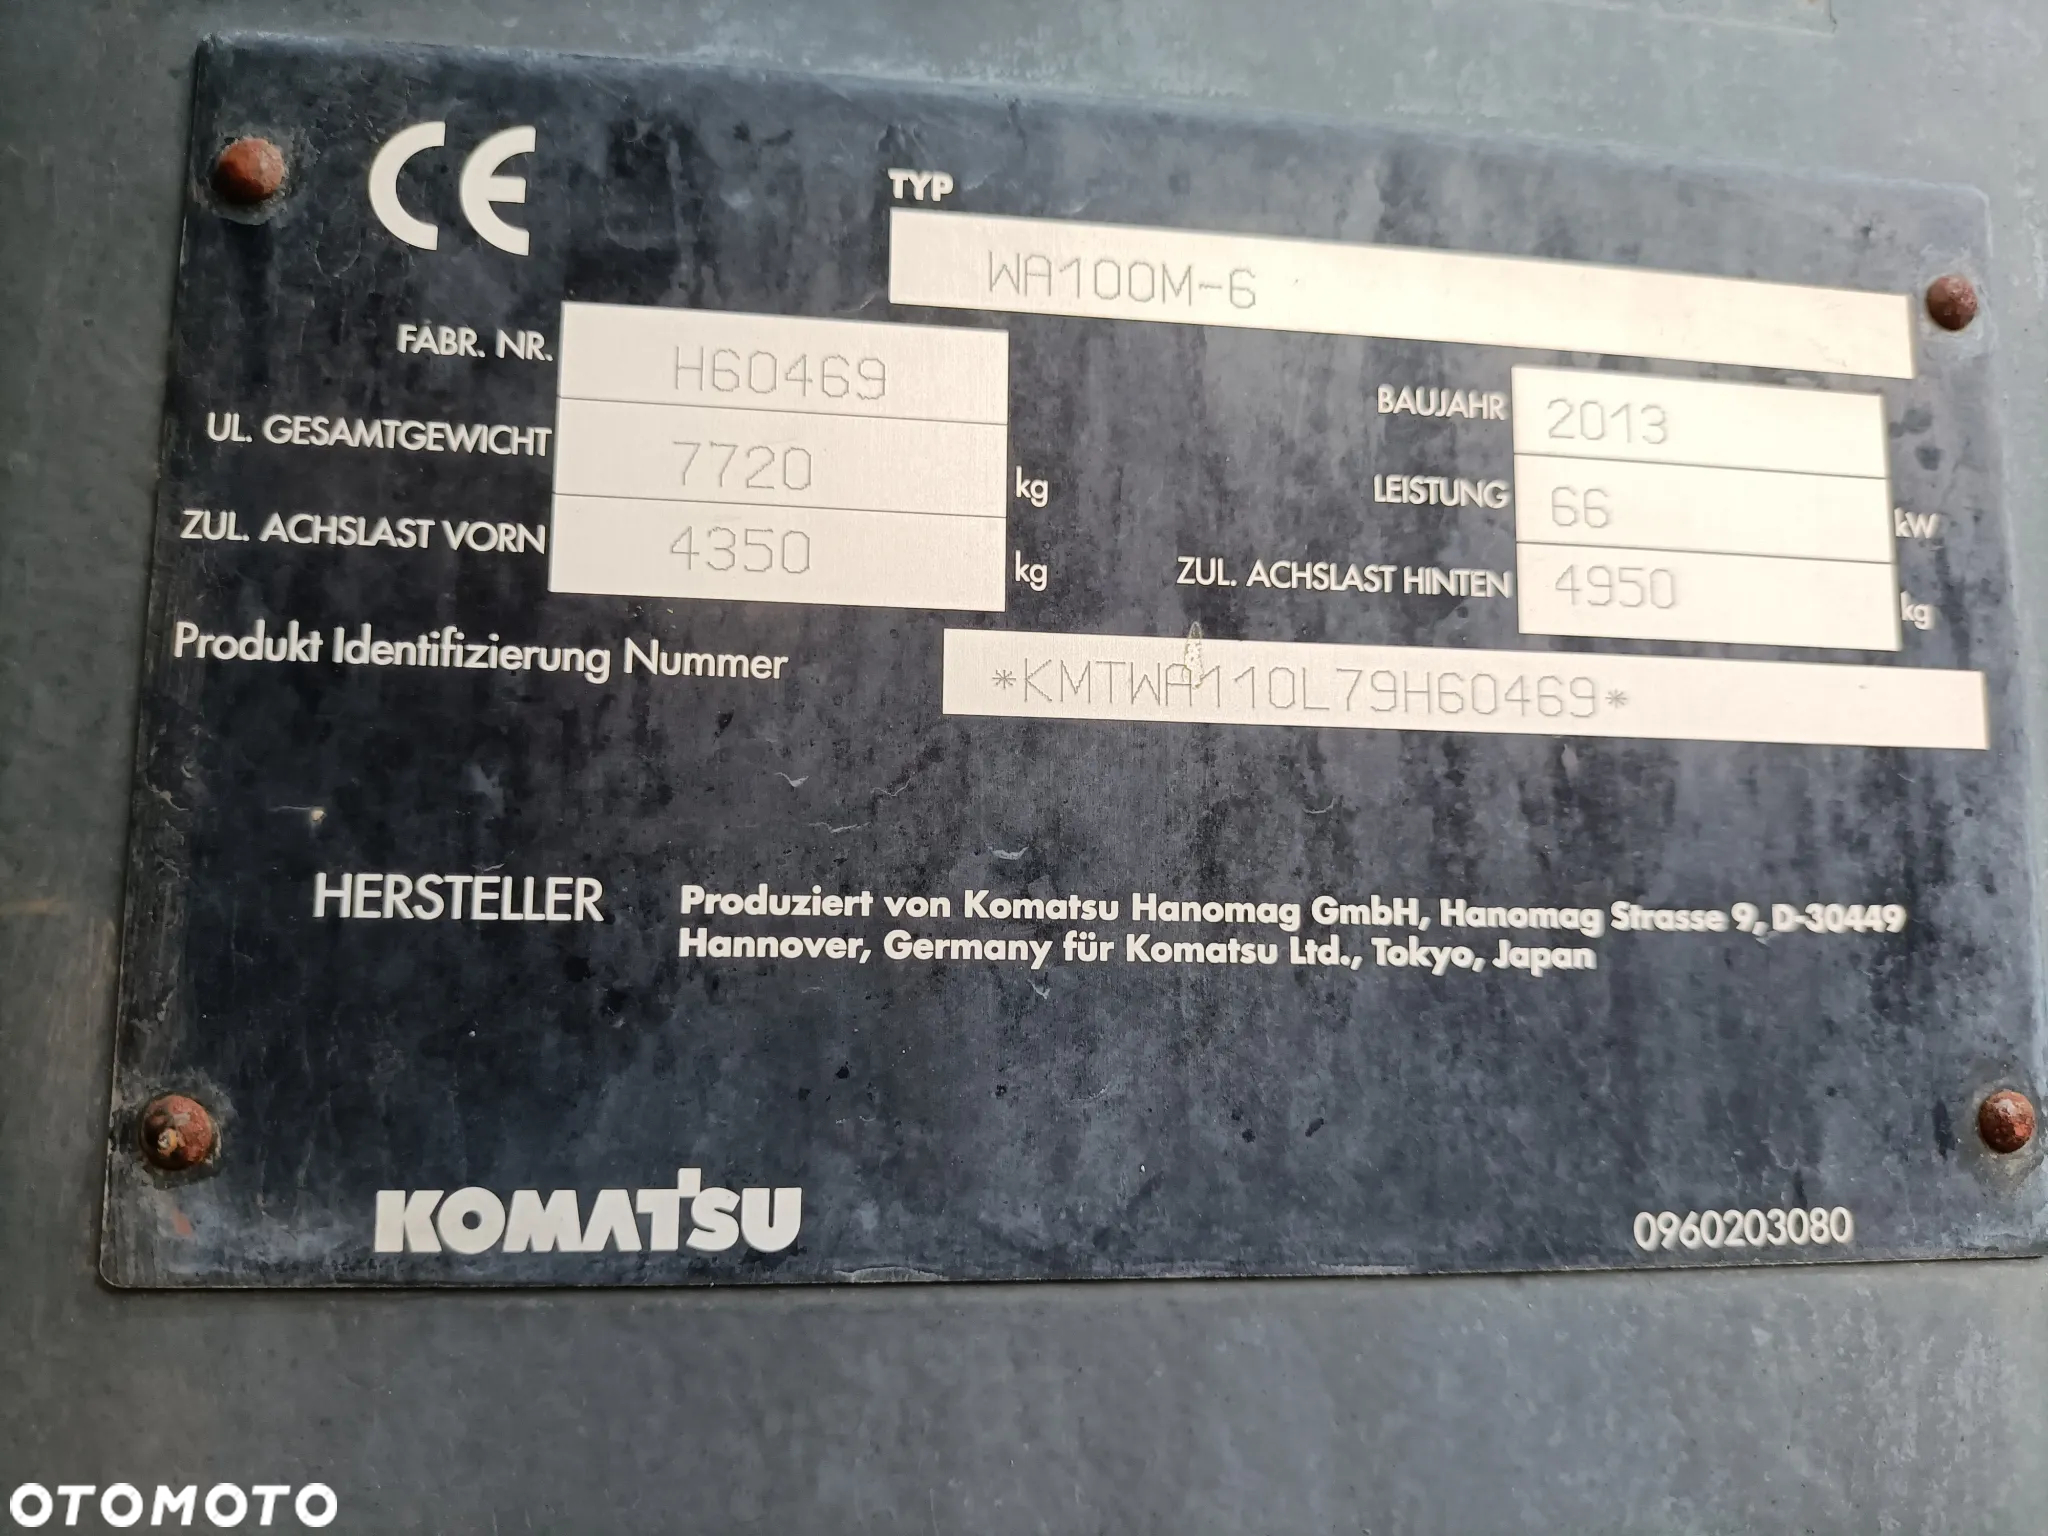 CE
TYP WA100M-6
FABR. NR. H60469
BAUJAHR 2013
UL. GESAMTGEWICHT 7720 kg
LEISTUNG 66 kW
ZUL. ACHSLAST VORN 4350 kg
ZUL. ACHSLAST HINTEN 4950 kg
Produkt Identifizierung Nummer *KMTWA110L79H60469*
HERSTELLER
Produziert von Komatsu Hanomag GmbH, Hanomag Strasse 9, D-30449
Hannover, Germany für Komatsu Ltd., Tokyo, Japan
KOMATSU
0960203080
OTOMOTO